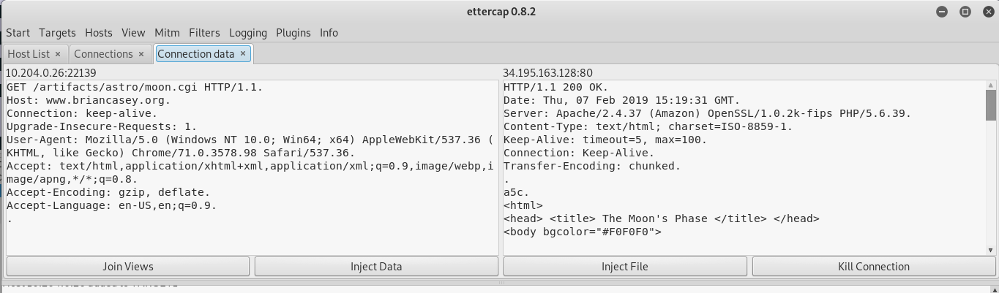 ettercap 0.8.2
Start Targets Hosts View Mitm Filters Logging Plugins Info
Host List × Connections × Connection data ×
10.204.0.26:22139
GET /artifacts/astro/moon.cgi HTTP/1.1.
Host: www.briancasey.org.
Connection: keep-alive.
Upgrade-Insecure-Requests: 1.
User-Agent: Mozilla/5.0 (Windows NT 10.0; Win64; x64) AppleWebKit/537.36 (
KHTML, like Gecko) Chrome/71.0.3578.98 Safari/537.36.
Accept: text/html,application/xhtml+xml,application/xml;q=0.9,image/webp,i
mage/apng,*/*;q=0.8.
Accept-Encoding: gzip, deflate.
Accept-Language: en-US,en;q=0.9.
.
34.195.163.128:80
HTTP/1.1 200 OK.
Date: Thu, 07 Feb 2019 15:19:31 GMT.
Server: Apache/2.4.37 (Amazon) OpenSSL/1.0.2k-fips PHP/5.6.39.
Content-Type: text/html; charset=ISO-8859-1.
Keep-Alive: timeout=5, max=100.
Connection: Keep-Alive.
Transfer-Encoding: chunked.
.
a5c.
<html>
<head> <title> The Moon's Phase </title> </head>
<body bgcolor="#F0F0F0">
Join Views Inject Data Inject File Kill Connection